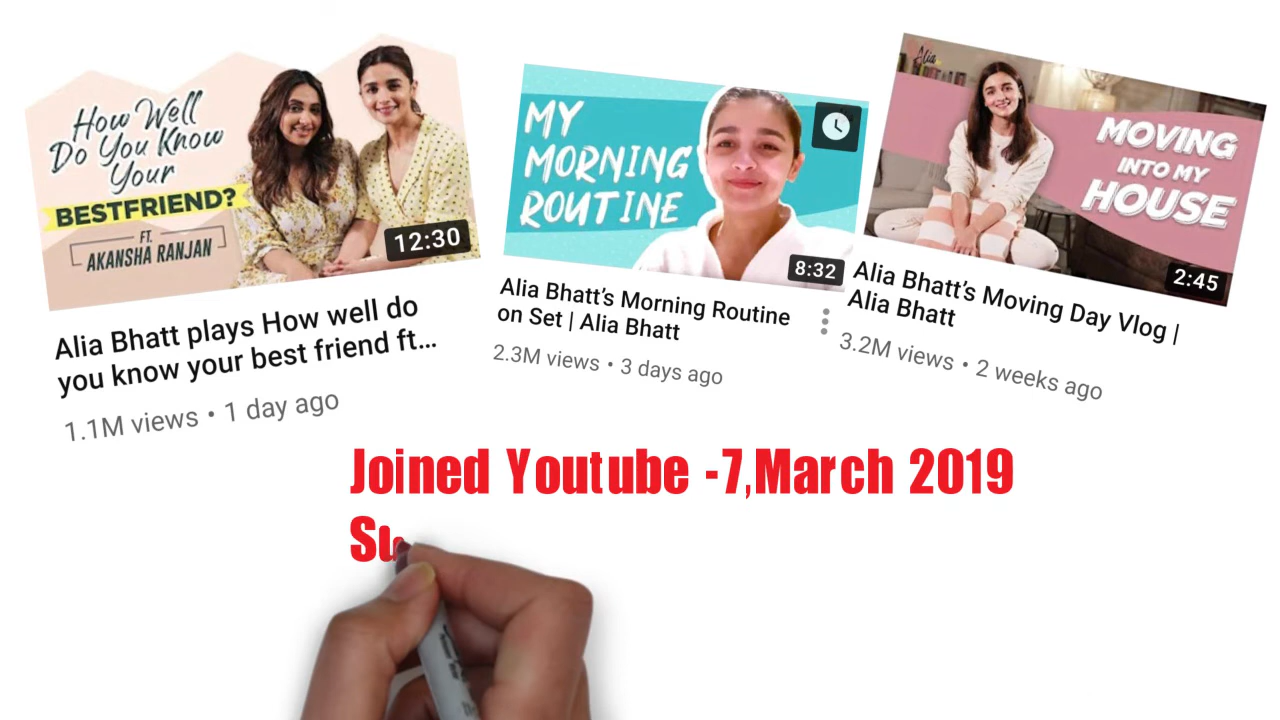 How Well
Do You Know
Your
BESTFRIEND?
FT.
AKANSHA RANJAN
12:30
Alia Bhatt plays How well do
you know your best friend ft...
1.1M views • 1 day ago
MY
MORNING
ROUTINE
8:32
Alia Bhatt's Morning Routine
on Set | Alia Bhatt
2.3M views • 3 days ago
Alia
MOVING
INTO MY
HOUSE
2:45
Alia Bhatt's Moving Day Vlog |
Alia Bhatt
3.2M views • 2 weeks ago
Joined Youtube -7,March 2019
Su